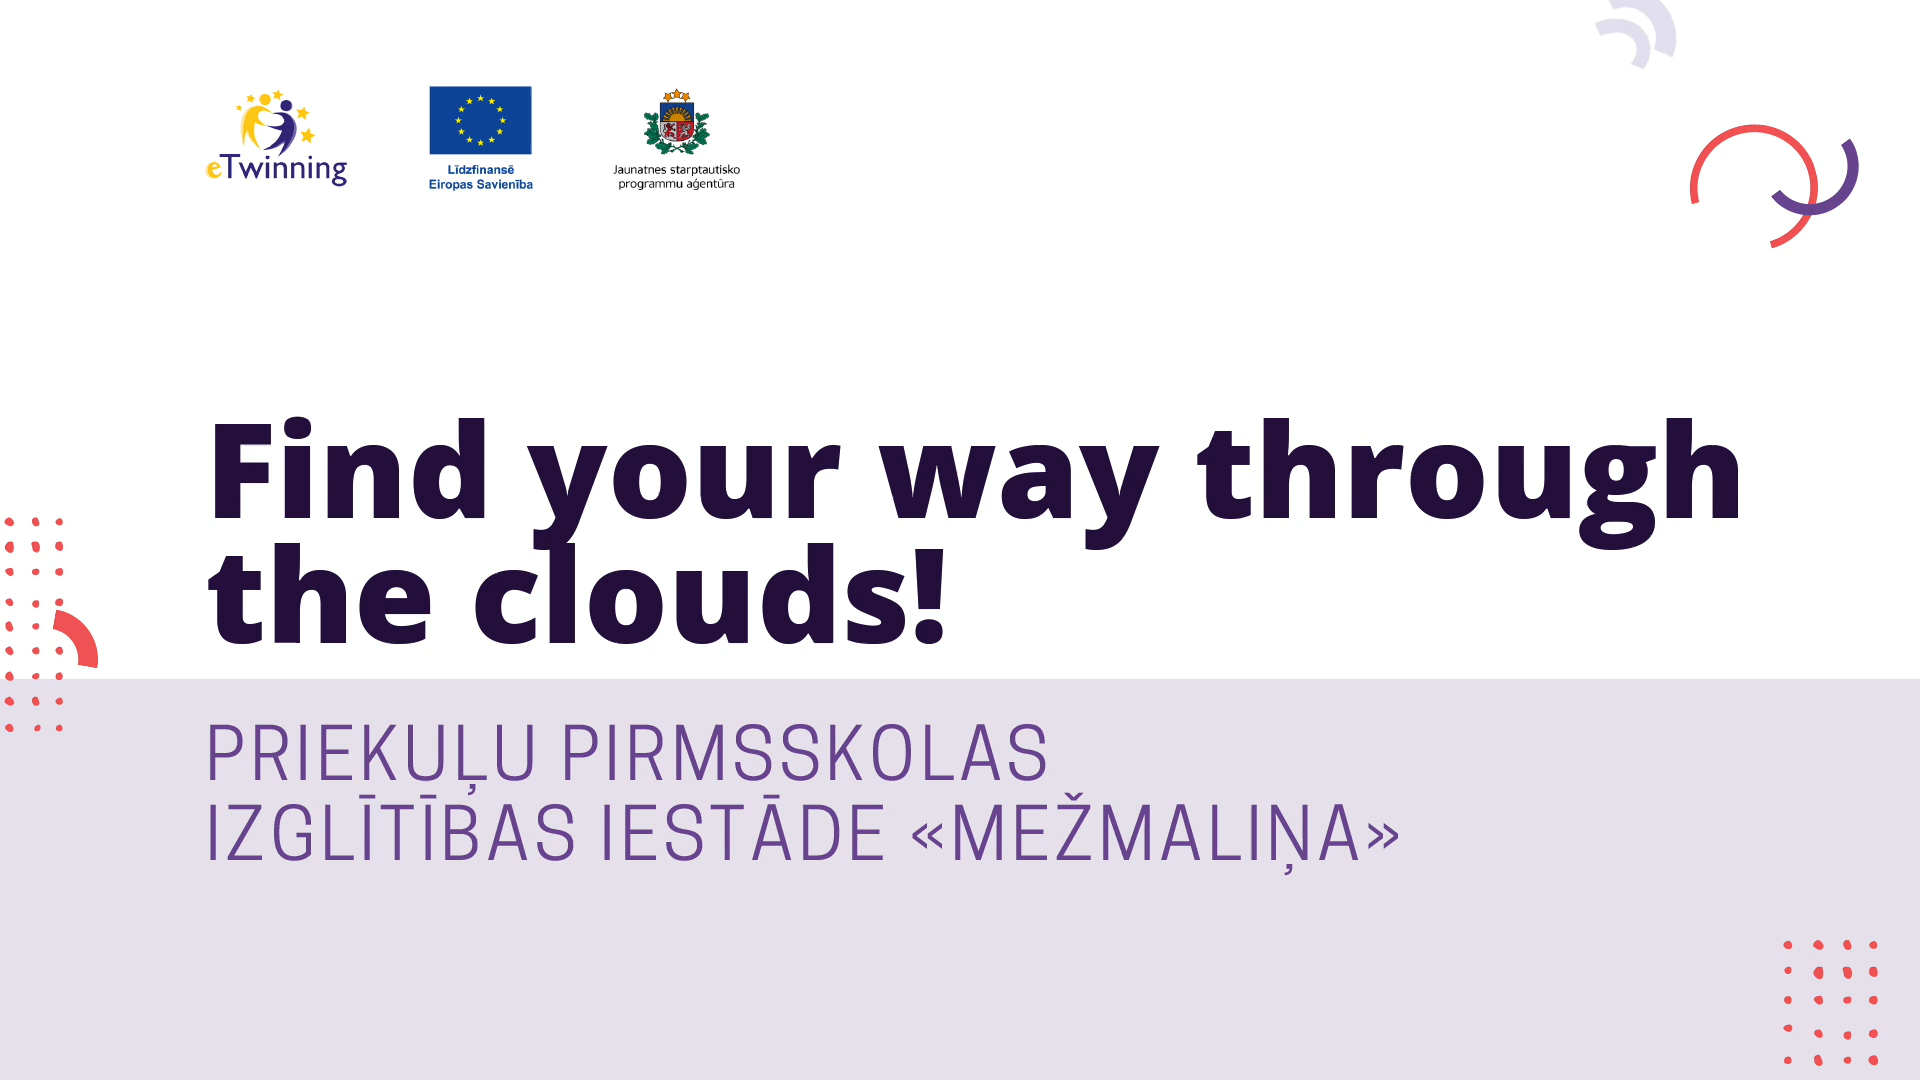 eTwinning
Līdzfinansē
Eiropas Savienība
Jaunatnes starptautisko
programmu aģentūra
Find your way through
the clouds!
PRIEKUĻU PIRMSSKOLAS
IZGLĪTĪBAS IESTĀDE «MEŽMALIŅA»